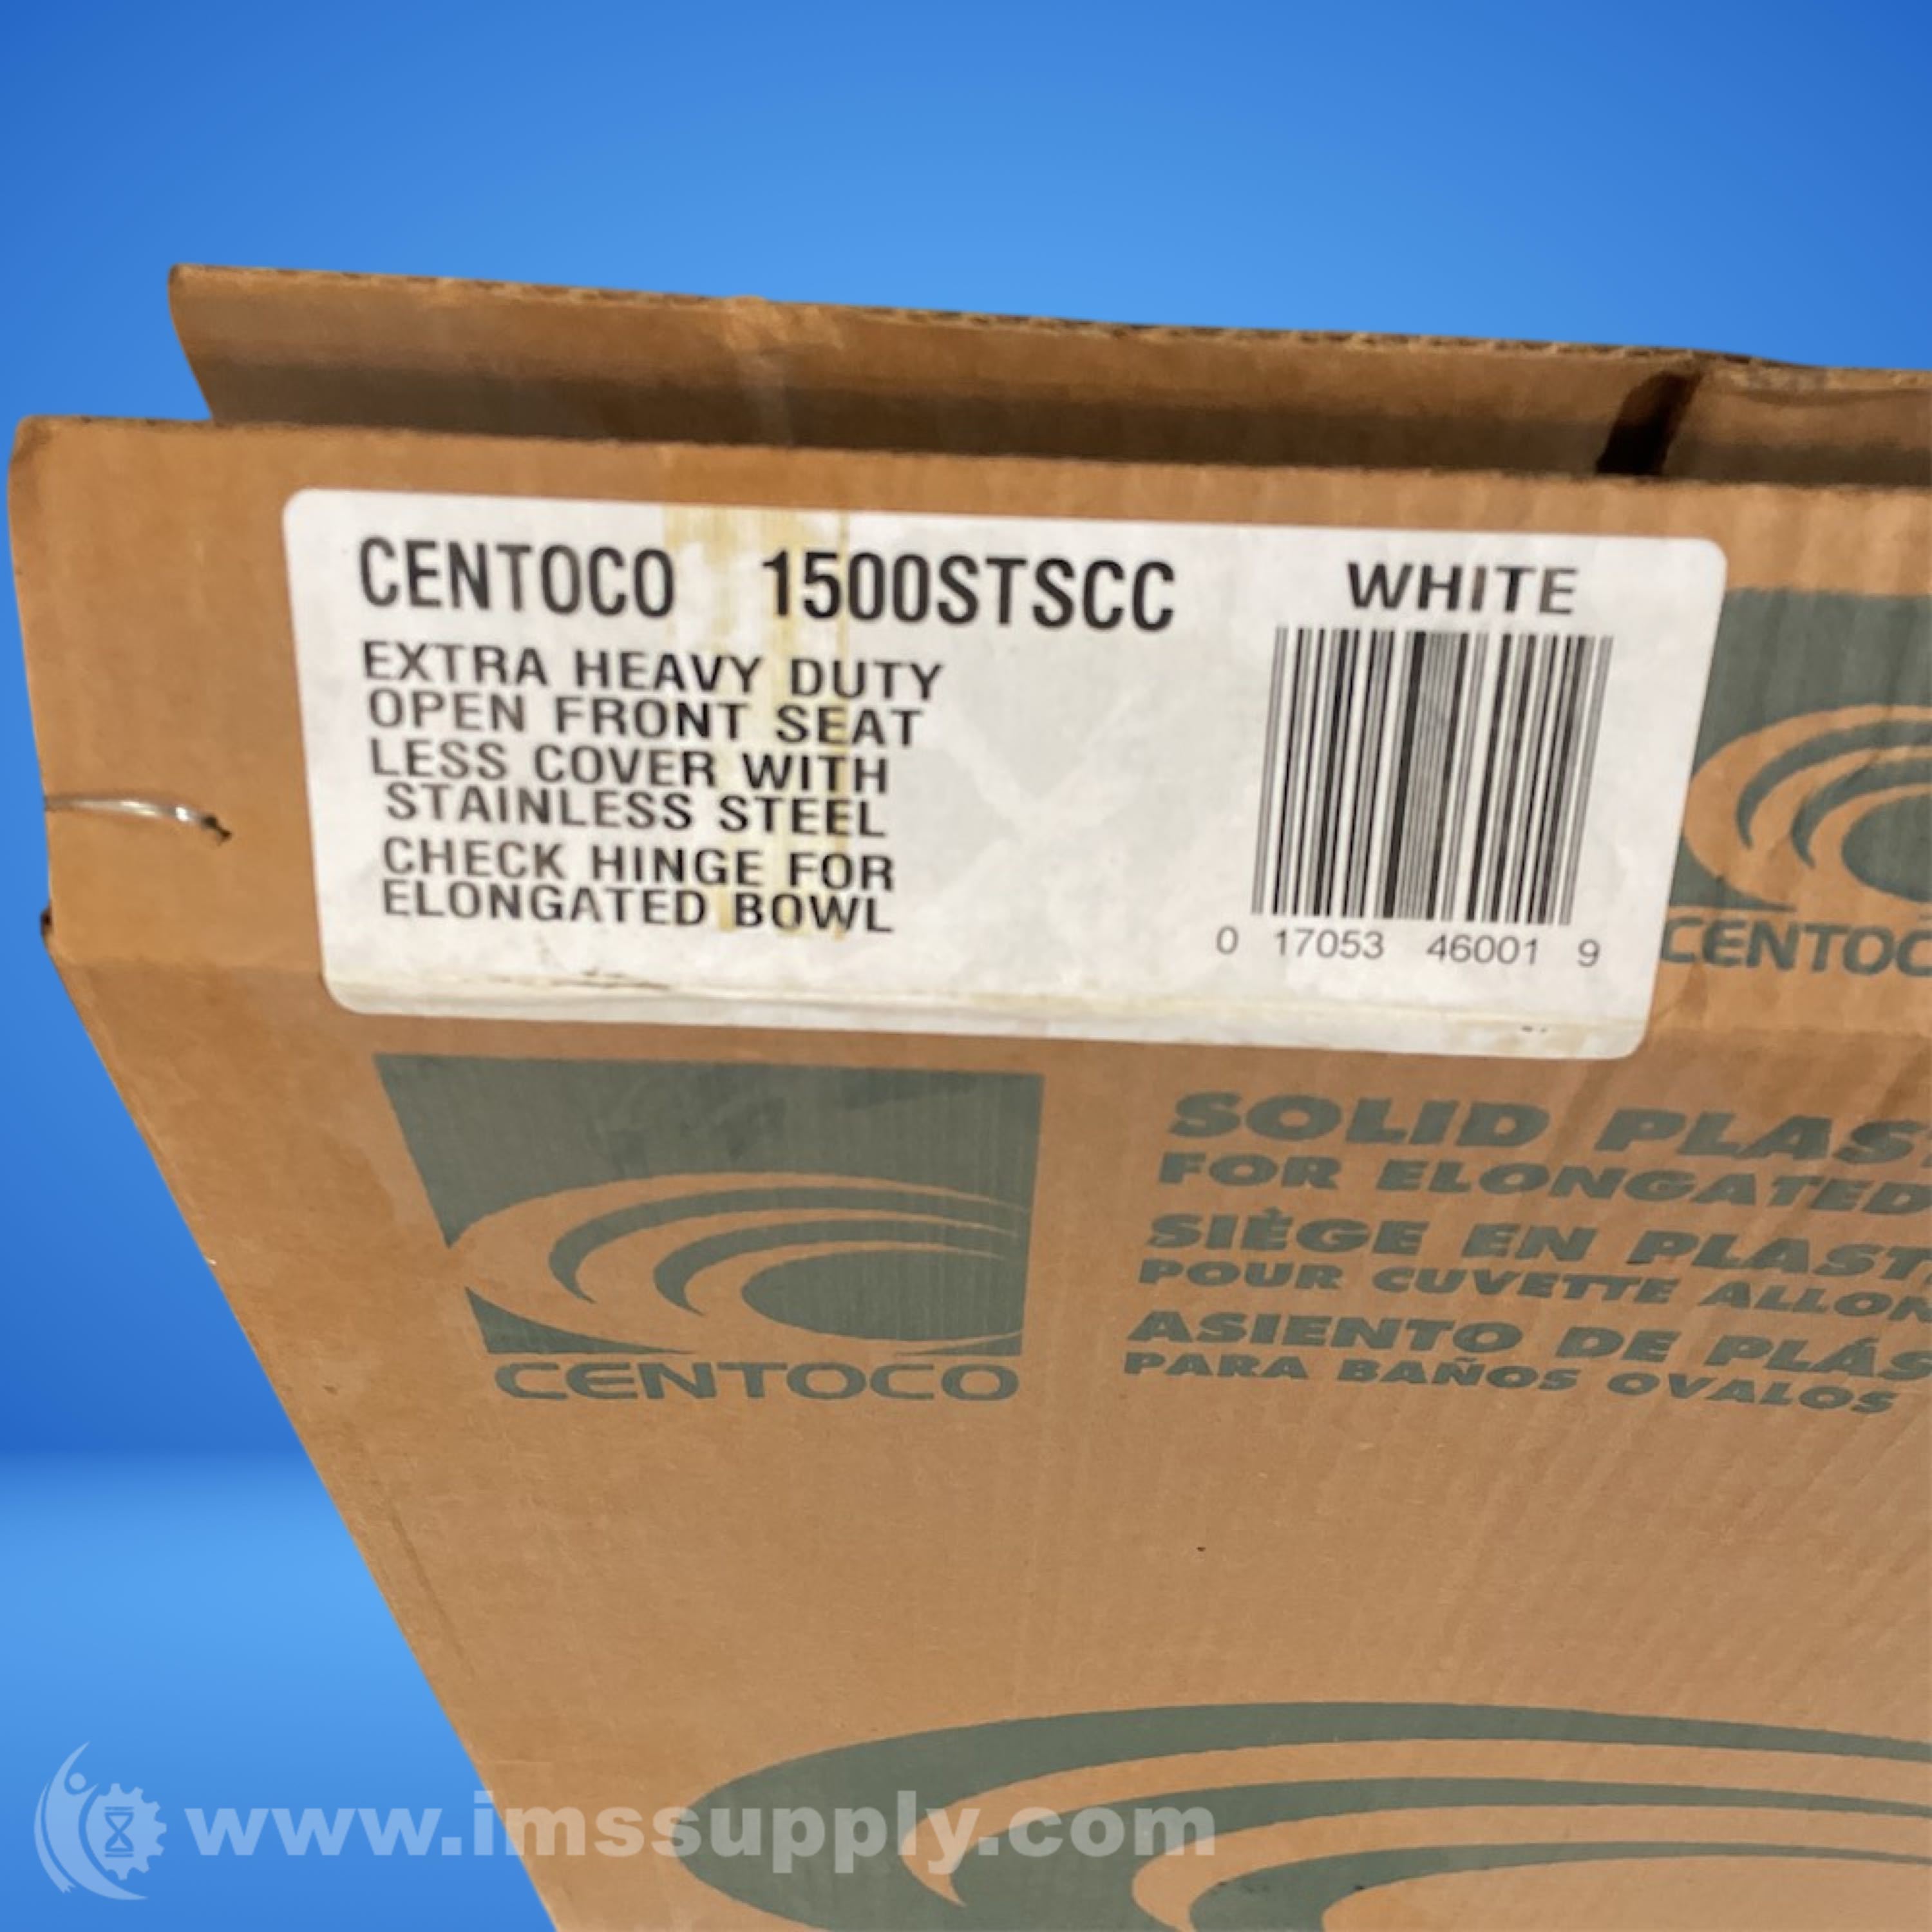 CENTOCO 1500STSCC WHITE
EXTRA HEAVY DUTY
OPEN FRONT SEAT
LESS COVER WITH
STAINLESS STEEL
CHECK HINGE FOR
ELONGATED BOWL
0 17053 46001 9
CENTOC
CENTOCO
SOLID PLAS
FOR ELONGATED
SIÈGE EN PLAST
POUR CUVETTE ALLON
ASIENTO DE PLÁS
PARA BAÑOS OVALOS
www.imssupply.com